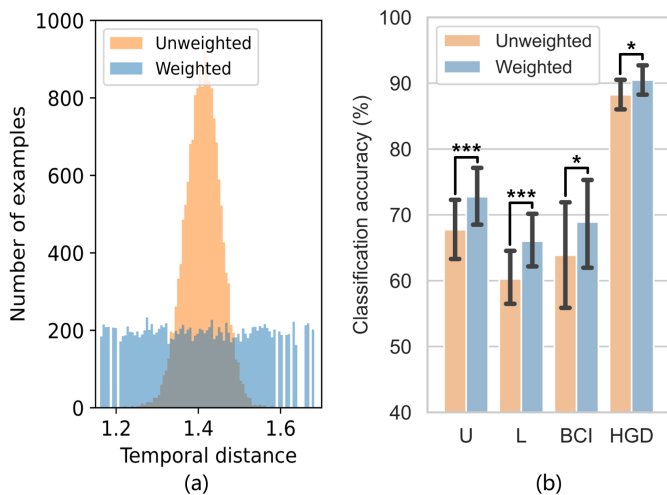 1000
800
600
400
200
0
Number of examples
Unweighted
Weighted
1.2
1.4
1.6
Temporal distance
(a)
100
90
80
70
60
50
40
Classification accuracy (%)
Unweighted
Weighted
***
***
*
*
U
L
BCI
HGD
(b)